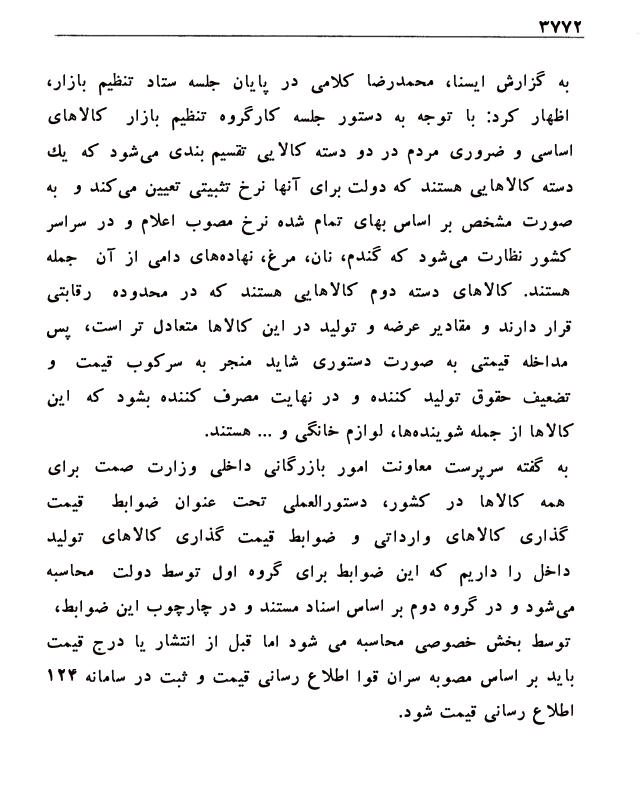 ۳۷۷۲
به گزارش ایسنا، محمدرضا کلامی در پایان جلسه ستاد تنظیم بازار،
اظهار کرد: با توجه به دستور جلسه کارگروه تنظیم بازار کالاهای
اساسی و ضروری مردم در دو دسته کالایی تقسیم بندی می‌شود که یك
دسته کالاهایی هستند که دولت برای آنها نرخ تثبیتی تعیین می‌کند و به
صورت مشخص بر اساس بهای تمام شده نرخ مصوب اعلام و در سراسر
کشور نظارت می‌شود که گندم، نان، مرغ، نهاده‌های دامی از آن جمله
هستند. کالاهای دسته دوم کالاهایی هستند که در محدوده رقابتی
قرار دارند و مقادیر عرضه و تولید در این کالاها متعادل تر است، پس
مداخله قیمتی به صورت دستوری شاید منجر به سرکوب قیمت و
تضعیف حقوق تولید کننده و در نهایت مصرف کننده بشود که این
کالاها از جمله شوینده‌ها، لوازم خانگی و ... هستند.
به گفته سرپرست معاونت امور بازرگانی داخلی وزارت صمت برای
همه کالاها در کشور، دستورالعملی تحت عنوان ضوابط قیمت
گذاری کالاهای وارداتی و ضوابط قیمت گذاری کالاهای تولید
داخل را داریم که این ضوابط برای گروه اول توسط دولت محاسبه
می‌شود و در گروه دوم بر اساس اسناد مستند و در چارچوب این ضوابط،
توسط بخش خصوصی محاسبه می شود اما قبل از انتشار یا درج قیمت
باید بر اساس مصوبه سران قوا اطلاع رسانی قیمت و ثبت در سامانه ۱۲۴
اطلاع رسانی قیمت شود.